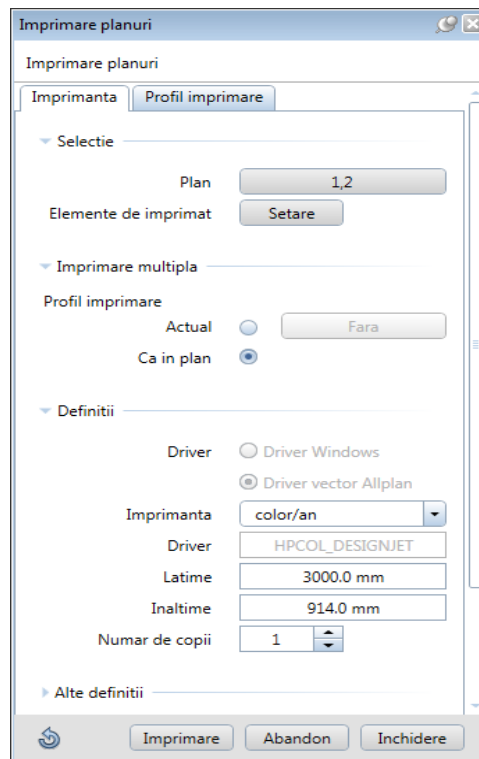 Imprimare planuri
Imprimare planuri
Imprimanta Profil imprimare
Selectie
Plan 1,2
Elemente de imprimat Setare
Imprimare multipla
Profil imprimare
Actual Fara
Ca in plan
Definitii
Driver Driver Windows
Driver vector Allplan
Imprimanta color/an
Driver HPCOL_DESIGNJET
Latime 3000.0 mm
Inaltime 914.0 mm
Numar de copii 1
Alte definitii
Imprimare Abandon Inchidere